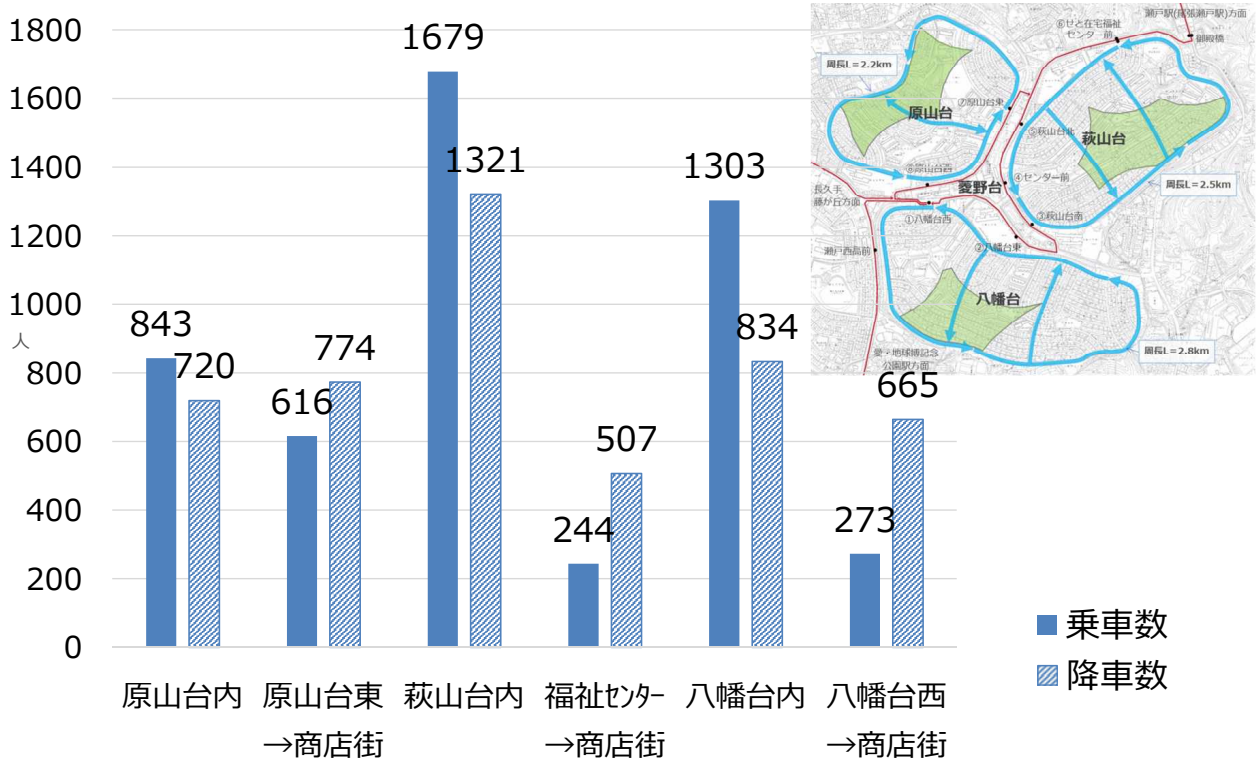 1800
1600
1400
1200
1000
800
600
400
200
0
人
843
720
616
774
1679
1321
244
507
1303
834
273
665
原山台内
原山台東
→商店街
萩山台内
福祉ｾﾝﾀｰ
→商店街
八幡台内
八幡台西
→商店街
乗車数
降車数
瀬戸駅(尾張瀬戸駅)方面
⑥せと在宅福祉
センター 前
御殿橋
周長L＝2.2km
⑦原山台東
原山台
⑤萩山台北
萩山台
⑧原山台西
④センター前
周長L＝2.5km
長久手
藤が丘方面
菱野台
①八幡台西
③萩山台南
瀬戸西高前
②八幡台東
八幡台
愛・地球博記念
公園駅方面
周長L＝2.8km